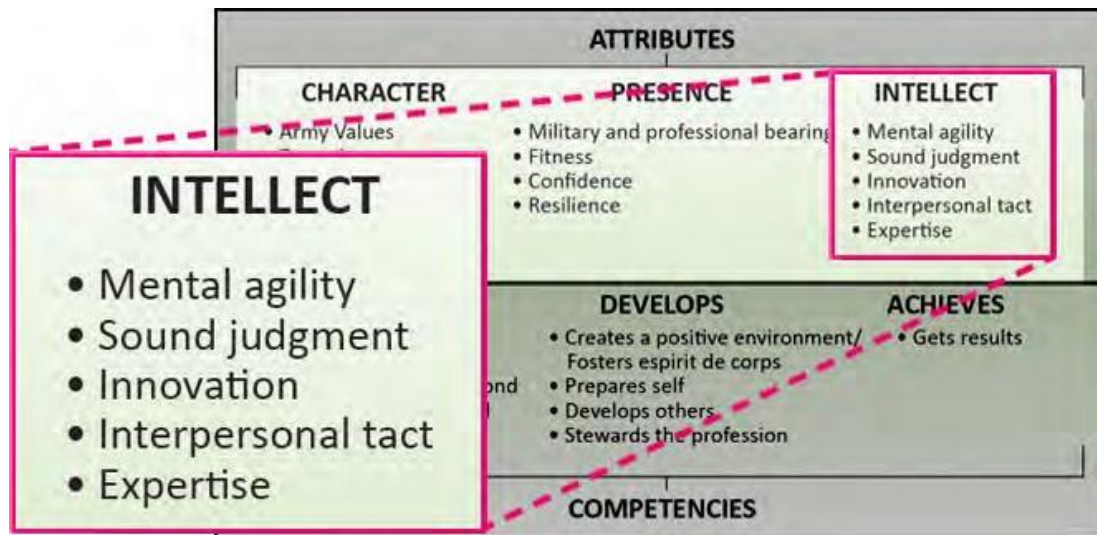 ATTRIBUTES
CHARACTER
• Army Values
PRESENCE
• Military and professional bearing
• Fitness
• Confidence
• Resilience
INTELLECT
• Mental agility
• Sound judgment
• Innovation
• Interpersonal tact
• Expertise
INTELLECT
• Mental agility
• Sound judgment
• Innovation
• Interpersonal tact
• Expertise
DEVELOPS
• Creates a positive environment/
Fosters espirit de corps
• Prepares self
• Develops others
• Stewards the profession
ACHIEVES
• Gets results
COMPETENCIES